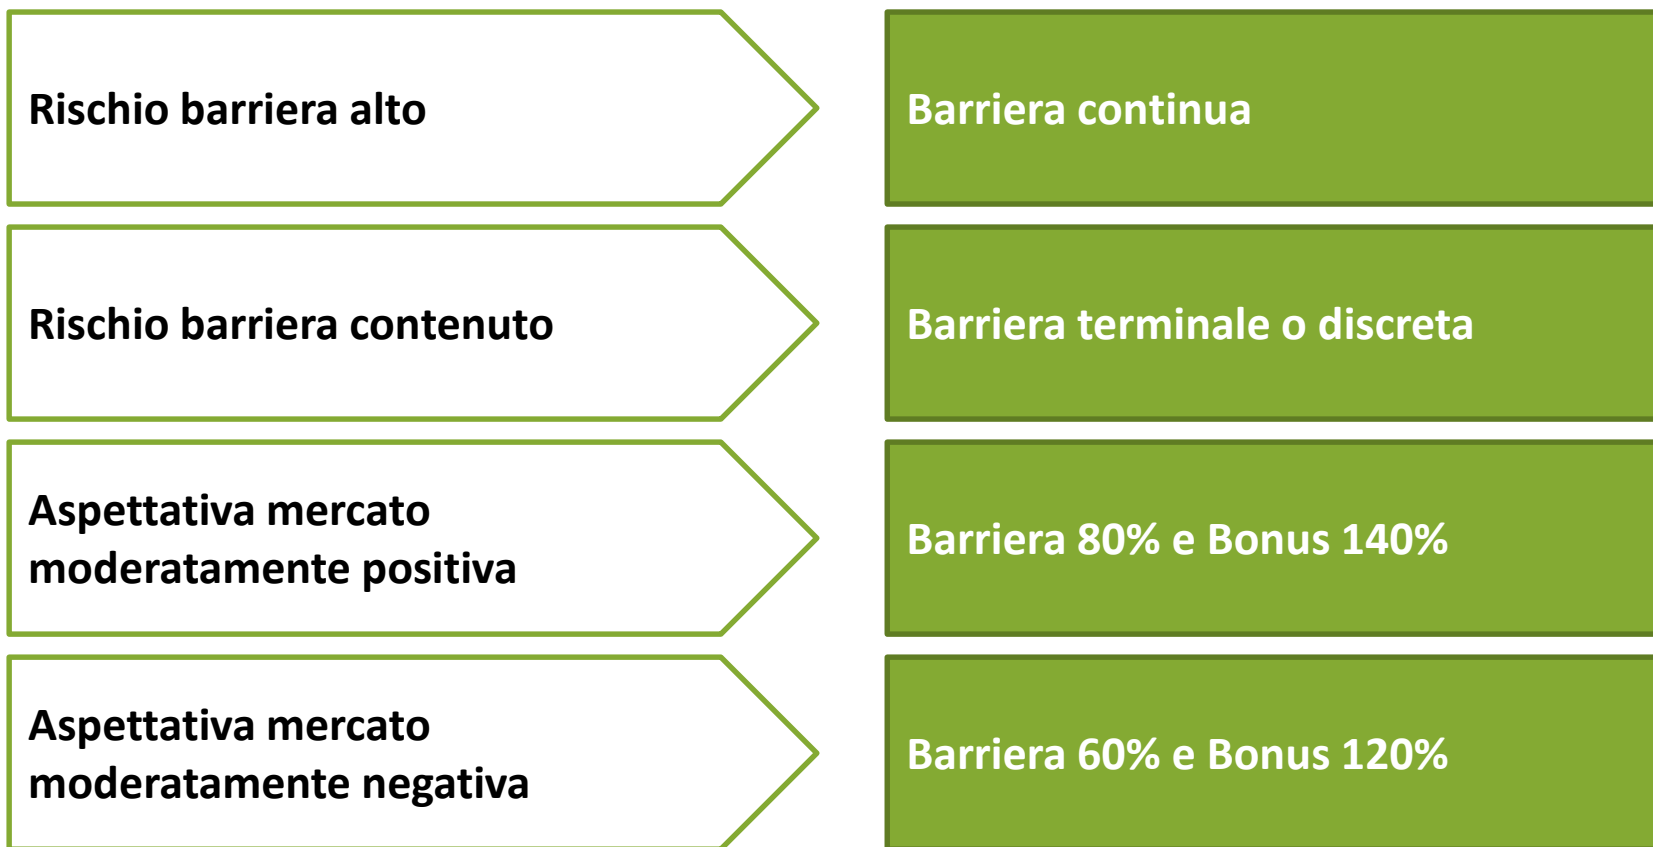 Rischio barriera alto
Barriera continua
Rischio barriera contenuto
Barriera terminale o discreta
Aspettativa mercato
moderatamente positiva
Barriera 80% e Bonus 140%
Aspettativa mercato
moderatamente negativa
Barriera 60% e Bonus 120%